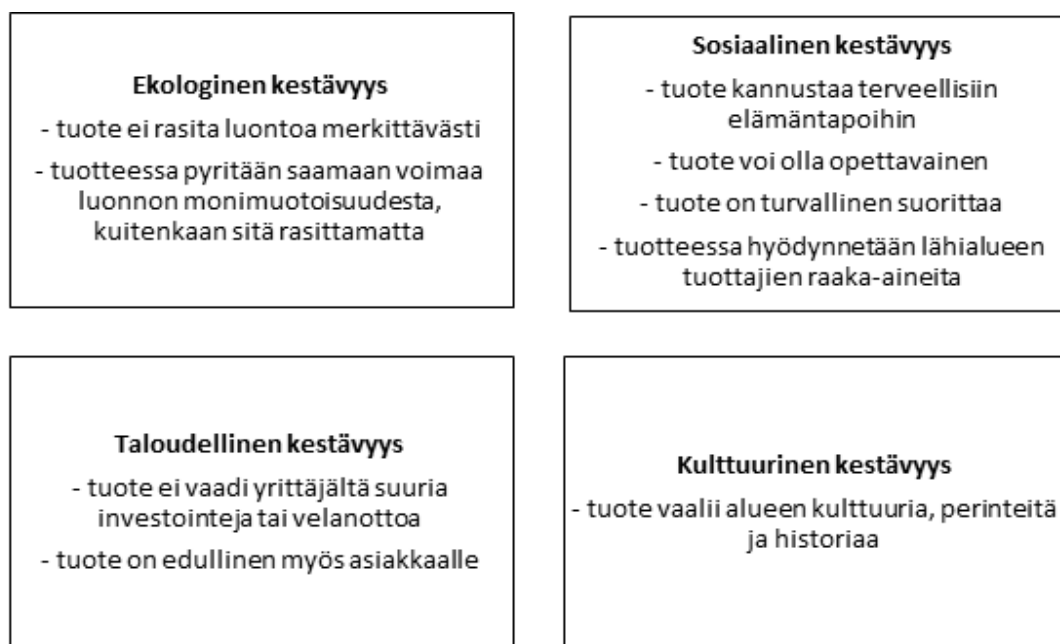 Ekologinen kestävyys
- tuote ei rasita luontoa merkittävästi
- tuotteessa pyritään saamaan voimaa
luonnon monimuotoisuudesta,
kuitenkaan sitä rasittamatta
Sosiaalinen kestävyys
- tuote kannustaa terveellisiin
elämäntapoihin
- tuote voi olla opettavainen
- tuote on turvallinen suorittaa
- tuotteessa hyödynnetään lähialueen
tuottajien raaka-aineita
Taloudellinen kestävyys
- tuote ei vaadi yrittäjältä suuria
investointeja tai velanottoa
- tuote on edullinen myös asiakkaalle
Kulttuurinen kestävyys
- tuote vaalii alueen kulttuuria, perinteitä
ja historiaa